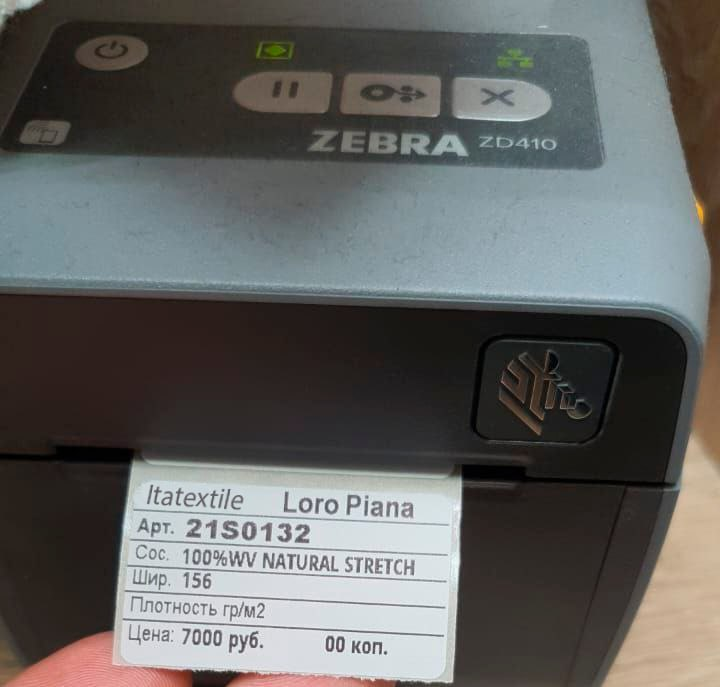 ZEBRA ZD410
Itatextile Loro Piana
Арт. 21S0132
Сос. 100%WV NATURAL STRETCH
Шир. 156
Плотность гр/м2
Цена: 7000 руб. 00 коп.